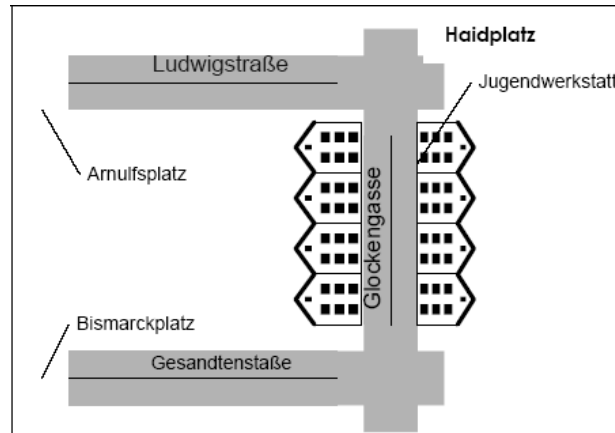 Haidplatz
Ludwigstraße
Jugendwerkstatt
Arnulfsplatz
Glockengasse
Bismarckplatz
Gesandtenstaße